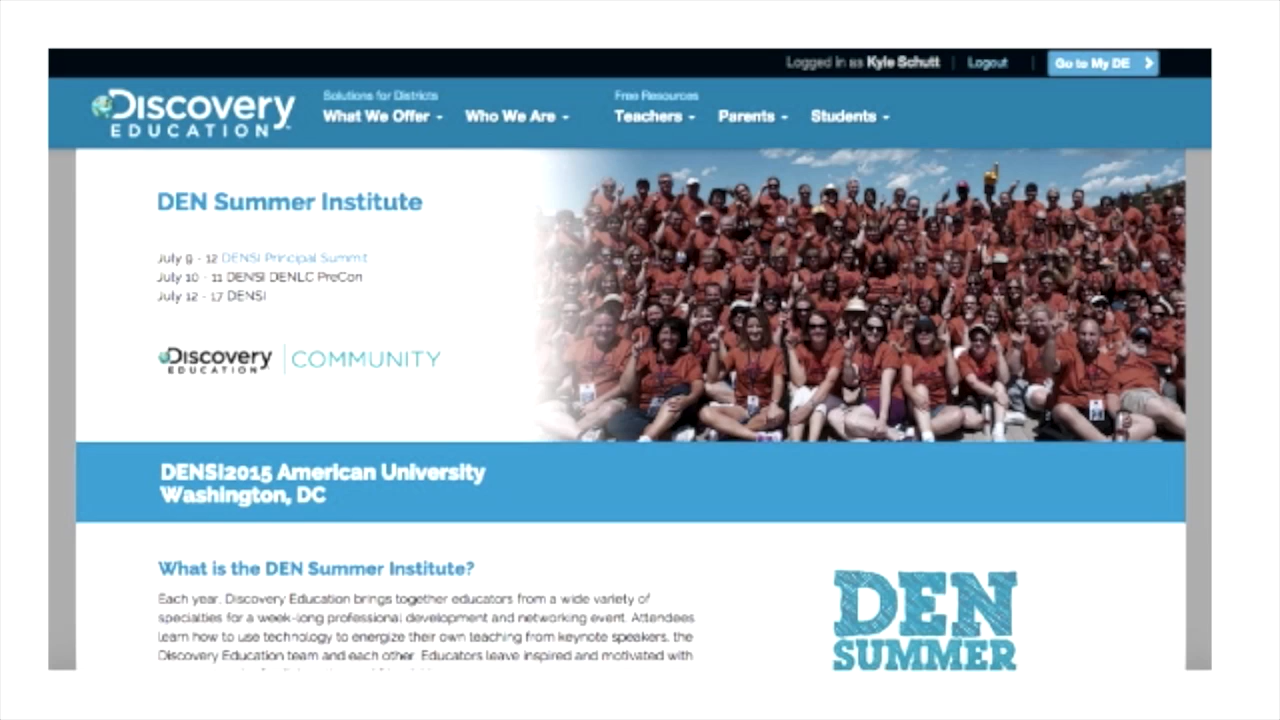 Logged in as Kyle Schutt | Logout | Go to My DE
Discovery
EDUCATION
Solutions for Districts
What We Offer
Who We Are
Free Resources
Teachers
Parents
Students
DEN Summer Institute
July 9 - 12 DENSI Principal Summit
July 10 - 11 DENSI DENLC PreCon
July 12 - 17 DENSI
Discovery
EDUCATION
COMMUNITY
DENSI2015 American University
Washington, DC
What is the DEN Summer Institute?
Each year, Discovery Education brings together educators from a wide variety of
specialties for a week-long professional development and networking event. Attendees
learn how to use technology to energize their own teaching from keynote speakers, the
Discovery Education team and each other. Educators leave inspired and motivated with
DEN
SUMMER